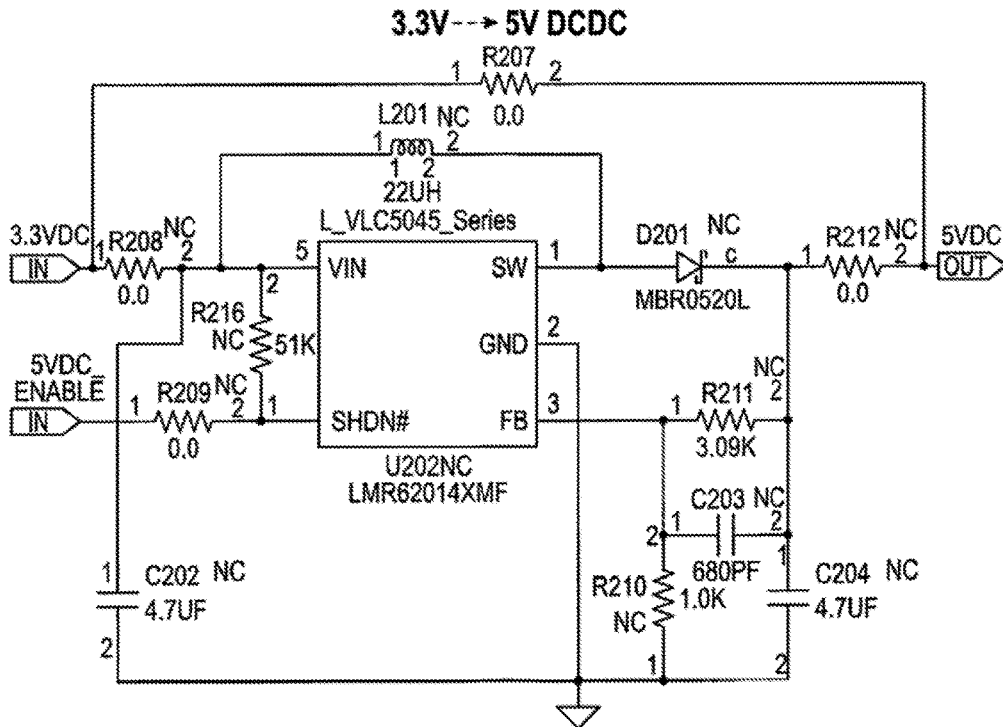 3.3V ---→ 5V DCDC
R207
1 2
0.0
L201 NC
1 2
1 2
22UH
L_VLC5045_Series
3.3VDC
IN
1 R208 NC 2
0.0
5 VIN
SW 1
D201 NC
c
MBR0520L
1 R212 NC 2
0.0
5VDC
OUT
2
R216
NC
51K
1
GND 2
5VDC
ENABLE
IN
1 R209 NC 2
0.0
SHDN#
FB 3
U202NC
LMR62014XMF
1 R211 NC 2
3.09K
C203 NC
1 2
680PF
2
R210
1.0K
NC
1
1
C202 NC
4.7UF
2
1
C204 NC
4.7UF
2